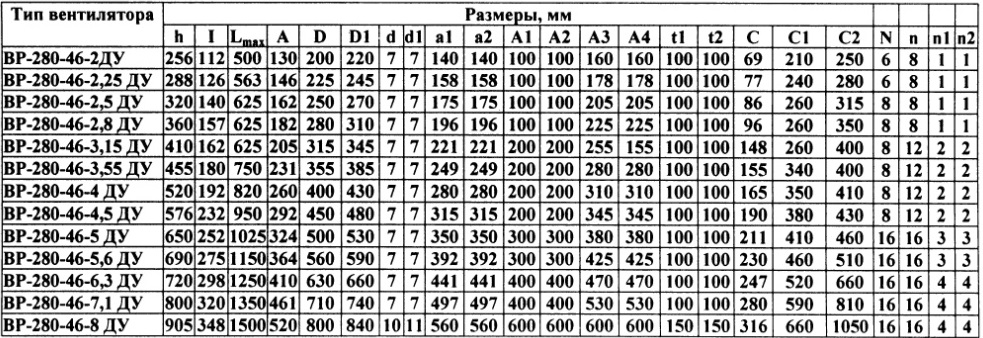 Тип вентилятора Размеры, мм
h I Lmax A D D1 d d1 a1 a2 A1 A2 A3 A4 t1 t2 C C1 C2 N n n1 n2
ВР-280-46-2ДУ 256 112 500 130 200 220 7 7 140 140 100 100 160 160 100 100 69 210 250 6 8 1 1
ВР-280-46-2,25 ДУ 288 126 563 146 225 245 7 7 158 158 100 100 178 178 100 100 77 240 280 6 8 1 1
ВР-280-46-2,5 ДУ 320 140 625 162 250 270 7 7 175 175 100 100 205 205 100 100 86 260 315 8 8 1 1
ВР-280-46-2,8 ДУ 360 157 625 182 280 310 7 7 196 196 100 100 225 225 100 100 96 260 350 8 8 1 1
ВР-280-46-3,15 ДУ 410 162 625 205 315 345 7 7 221 221 200 200 255 155 100 100 148 260 400 8 12 2 2
ВР-280-46-3,55 ДУ 455 180 750 231 355 385 7 7 249 249 200 200 280 280 100 100 155 340 400 8 12 2 2
ВР-280-46-4 ДУ 520 192 820 260 400 430 7 7 280 280 200 200 310 310 100 100 165 350 410 8 12 2 2
ВР-280-46-4,5 ДУ 576 232 950 292 450 480 7 7 315 315 200 200 345 345 100 100 190 380 430 8 12 2 2
ВР-280-46-5 ДУ 650 252 1025 324 500 530 7 7 350 350 300 300 380 380 100 100 211 410 460 16 16 3 3
ВР-280-46-5,6 ДУ 690 275 1150 364 560 590 7 7 392 392 300 300 425 425 100 100 230 460 510 16 16 3 3
ВР-280-46-6,3 ДУ 720 298 1250 410 630 660 7 7 441 441 400 400 470 470 100 100 247 520 660 16 16 4 4
ВР-280-46-7,1 ДУ 800 320 1350 461 710 740 7 7 497 497 400 400 530 530 100 100 280 590 810 16 16 4 4
ВР-280-46-8 ДУ 905 348 1500 520 800 840 10 11 560 560 600 600 600 600 150 150 316 660 1050 16 16 4 4